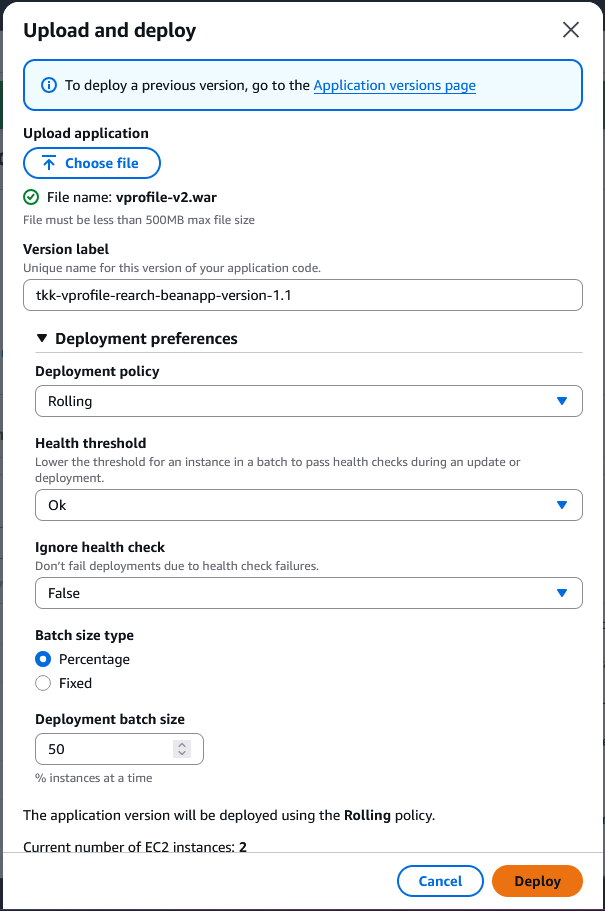 Upload and deploy
To deploy a previous version, go to the Application versions page
Upload application
Choose file
File name: vprofile-v2.war
File must be less than 500MB max file size
Version label
Unique name for this version of your application code.
tkk-vprofile-rearch-beanapp-version-1.1
Deployment preferences
Deployment policy
Rolling
Health threshold
Lower the threshold for an instance in a batch to pass health checks during an update or
deployment.
Ok
Ignore health check
Don't fail deployments due to health check failures.
False
Batch size type
Percentage
Fixed
Deployment batch size
50
% instances at a time
The application version will be deployed using the Rolling policy.
Current number of EC2 instances: 2
Cancel
Deploy